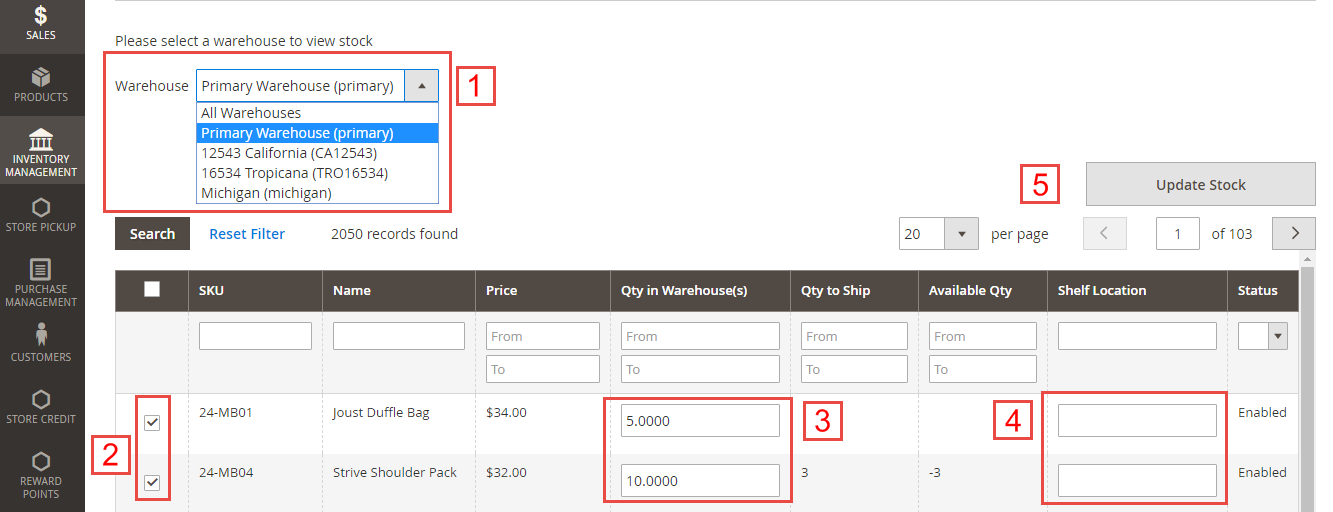 $
SALES
PRODUCTS
INVENTORY
MANAGEMENT
STORE PICKUP
PURCHASE
MANAGEMENT
CUSTOMERS
STORE CREDIT
REWARD
POINTS
Please select a warehouse to view stock
Warehouse Primary Warehouse (primary) 1
All Warehouses
Primary Warehouse (primary)
12543 California (CA12543)
16534 Tropicana (TRO16534)
Michigan (michigan)
5 Update Stock
Search Reset Filter 2050 records found 20 per page 1 of 103
SKU Name Price Qty in Warehouse(s) Qty to Ship Available Qty Shelf Location Status
From From From From
To To To To
24-MB01 Joust Duffle Bag $34.00 5.0000 3 4 Enabled
2
24-MB04 Strive Shoulder Pack $32.00 10.0000 3 -3 Enabled